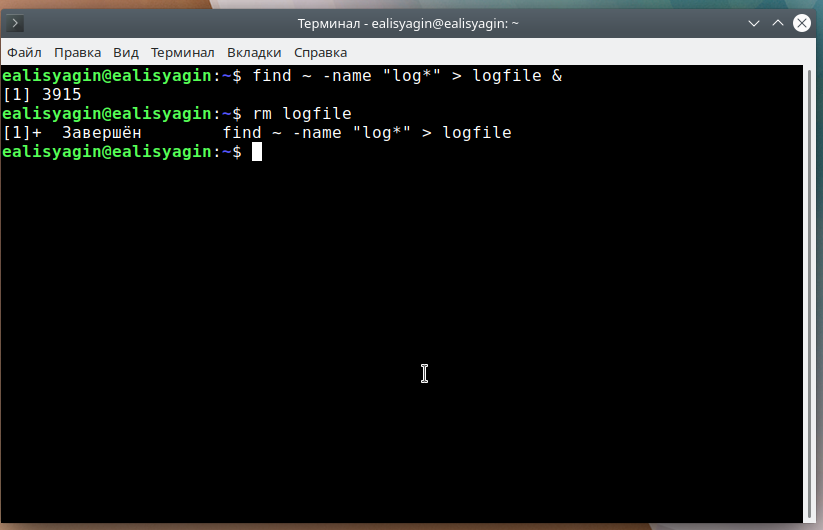 Терминал - ealisyagin@ealisyagin: ~
Файл Правка Вид Терминал Вкладки Справка
ealisyagin@ealisyagin:~$ find ~ -name "log*" > logfile &
[1] 3915
ealisyagin@ealisyagin:~$ rm logfile
[1]+  Завершён        find ~ -name "log*" > logfile
ealisyagin@ealisyagin:~$